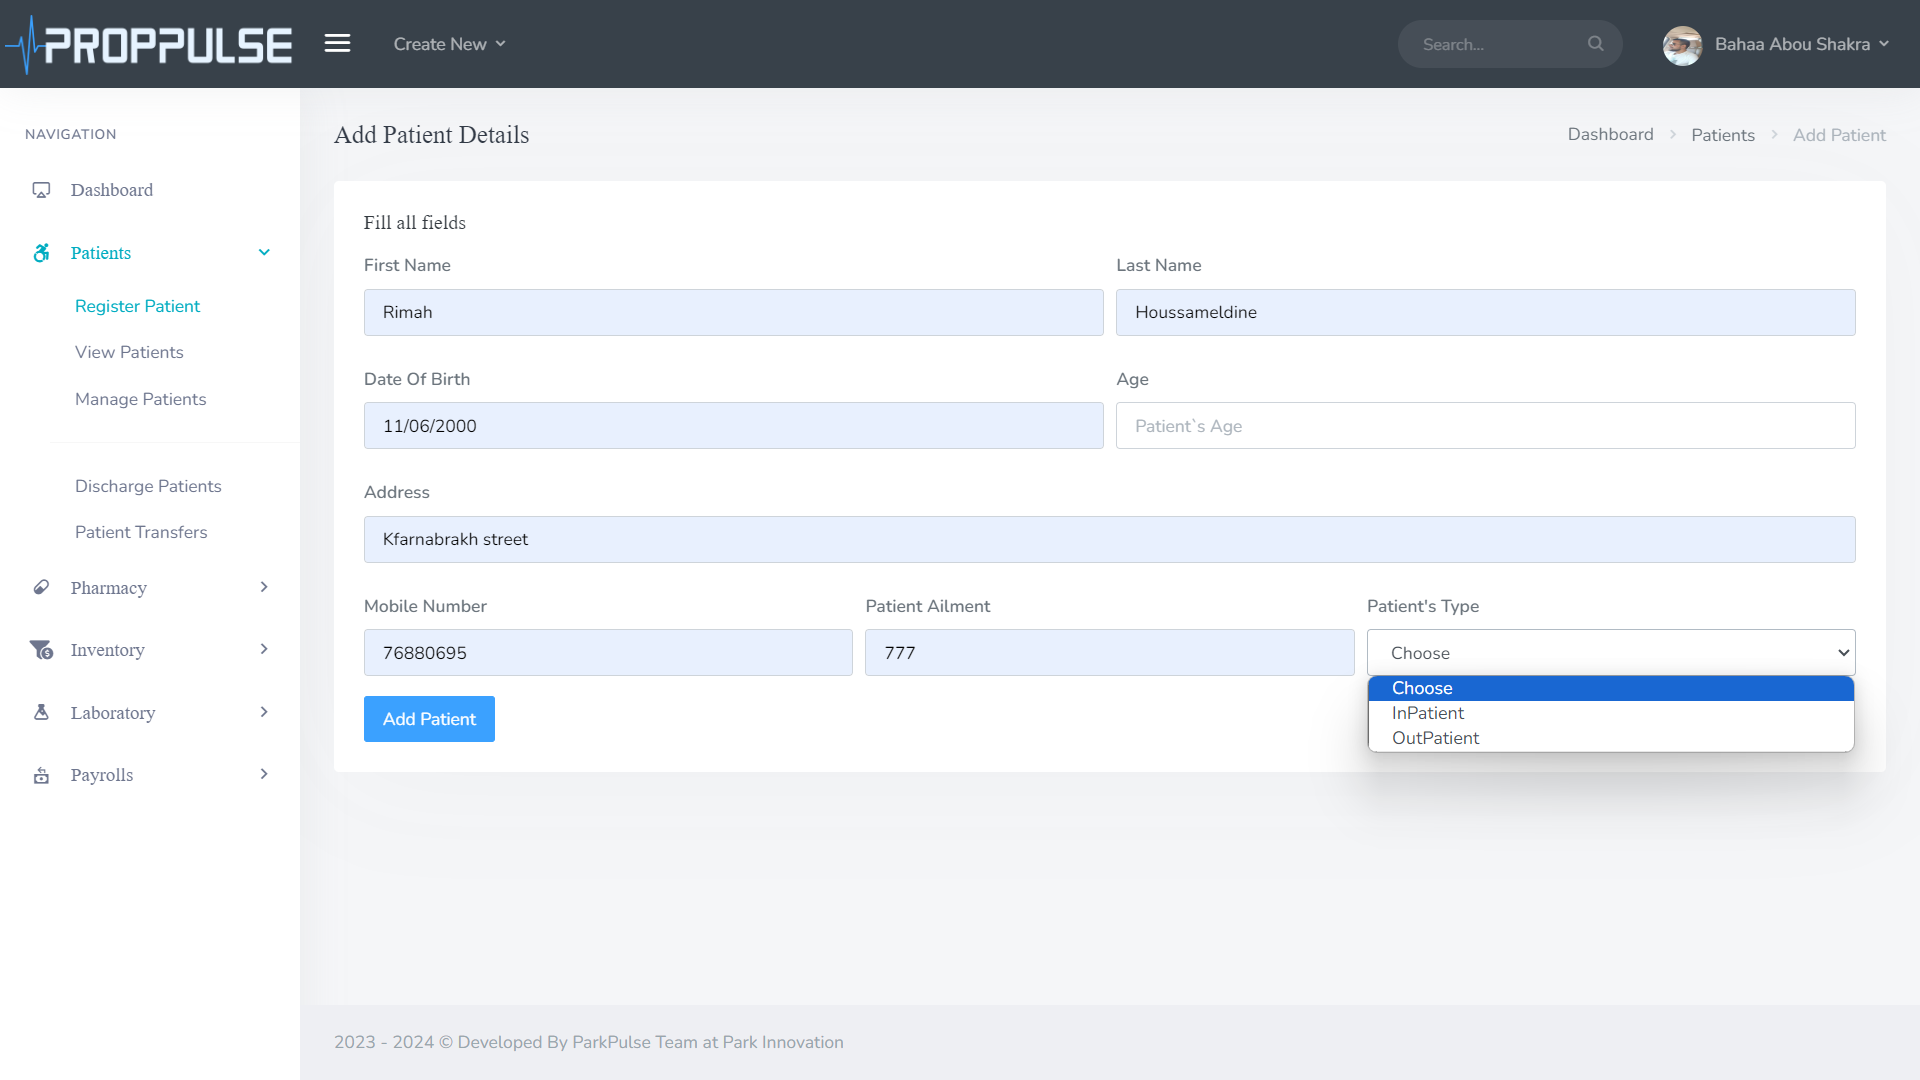 PROPPULSE
Create New
Search...
Bahaa Abou Shakra
NAVIGATION
Dashboard
Patients
Register Patient
View Patients
Manage Patients
Discharge Patients
Patient Transfers
Pharmacy
Inventory
Laboratory
Payrolls
Add Patient Details
Dashboard > Patients > Add Patient
Fill all fields
First Name
Last Name
Rimah
Houssameldine
Date Of Birth
Age
11/06/2000
Patient`s Age
Address
Kfarnabrakh street
Mobile Number
Patient Ailment
Patient's Type
76880695
777
Choose
Choose
InPatient
OutPatient
Add Patient
2023 - 2024 © Developed By ParkPulse Team at Park Innovation